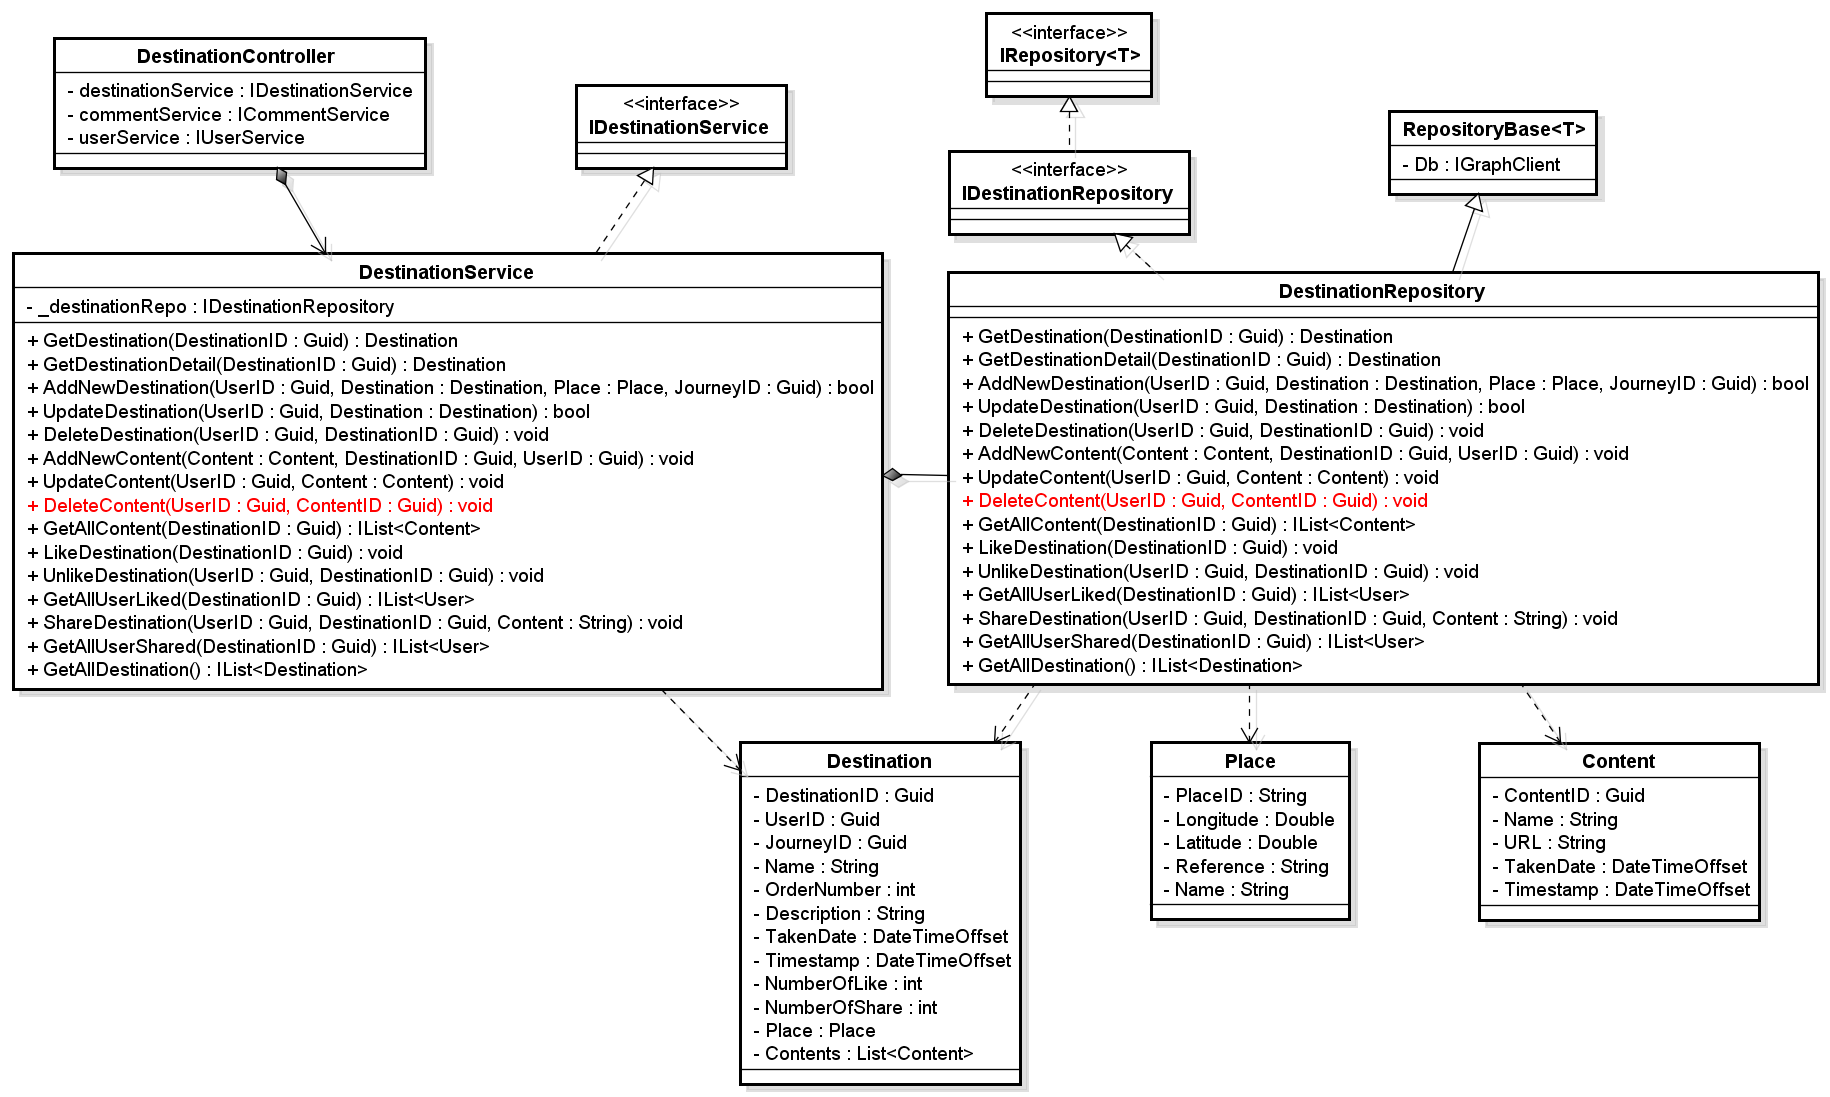 DestinationController
- destinationService : IDestinationService
- commentService : ICommentService
- userService : IUserService
<<interface>>
IDestinationService
<<interface>>
IRepository<T>
<<interface>>
IDestinationRepository
RepositoryBase<T>
- Db : IGraphClient
DestinationService
- _destinationRepo : IDestinationRepository
+ GetDestination(DestinationID : Guid) : Destination
+ GetDestinationDetail(DestinationID : Guid) : Destination
+ AddNewDestination(UserID : Guid, Destination : Destination, Place : Place, JourneyID : Guid) : bool
+ UpdateDestination(UserID : Guid, Destination : Destination) : bool
+ DeleteDestination(UserID : Guid, DestinationID : Guid) : void
+ AddNewContent(Content : Content, DestinationID : Guid, UserID : Guid) : void
+ UpdateContent(UserID : Guid, Content : Content) : void
+ DeleteContent(UserID : Guid, ContentID : Guid) : void
+ GetAllContent(DestinationID : Guid) : IList<Content>
+ LikeDestination(DestinationID : Guid) : void
+ UnlikeDestination(UserID : Guid, DestinationID : Guid) : void
+ GetAllUserLiked(DestinationID : Guid) : IList<User>
+ ShareDestination(UserID : Guid, DestinationID : Guid, Content : String) : void
+ GetAllUserShared(DestinationID : Guid) : IList<User>
+ GetAllDestination() : IList<Destination>
DestinationRepository
+ GetDestination(DestinationID : Guid) : Destination
+ GetDestinationDetail(DestinationID : Guid) : Destination
+ AddNewDestination(UserID : Guid, Destination : Destination, Place : Place, JourneyID : Guid) : bool
+ UpdateDestination(UserID : Guid, Destination : Destination) : bool
+ DeleteDestination(UserID : Guid, DestinationID : Guid) : void
+ AddNewContent(Content : Content, DestinationID : Guid, UserID : Guid) : void
+ UpdateContent(UserID : Guid, Content : Content) : void
+ DeleteContent(UserID : Guid, ContentID : Guid) : void
+ GetAllContent(DestinationID : Guid) : IList<Content>
+ LikeDestination(DestinationID : Guid) : void
+ UnlikeDestination(UserID : Guid, DestinationID : Guid) : void
+ GetAllUserLiked(DestinationID : Guid) : IList<User>
+ ShareDestination(UserID : Guid, DestinationID : Guid, Content : String) : void
+ GetAllUserShared(DestinationID : Guid) : IList<User>
+ GetAllDestination() : IList<Destination>
Destination
- DestinationID : Guid
- UserID : Guid
- JourneyID : Guid
- Name : String
- OrderNumber : int
- Description : String
- TakenDate : DateTimeOffset
- Timestamp : DateTimeOffset
- NumberOfLike : int
- NumberOfShare : int
- Place : Place
- Contents : List<Content>
Place
- PlaceID : String
- Longitude : Double
- Latitude : Double
- Reference : String
- Name : String
Content
- ContentID : Guid
- Name : String
- URL : String
- TakenDate : DateTimeOffset
- Timestamp : DateTimeOffset